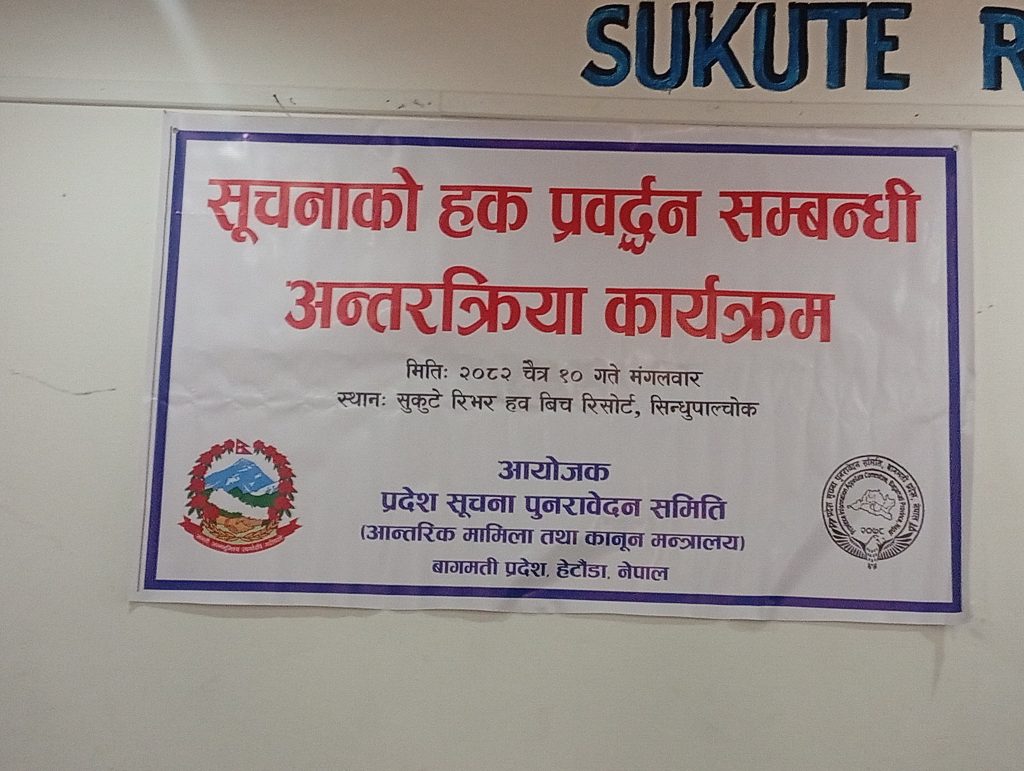 SUKUTE R
सूचनाको हक प्रवर्द्धन सम्बन्धी
अन्तरक्रिया कार्यक्रम
मितिः २०८२ चैत्र १० गते मंगलवार
स्थानः सुकुटे रिभर हव बिच रिसोर्ट, सिन्धुपाल्चोक
आयोजक
प्रदेश सूचना पुनरावेदन समिति
(आन्तरिक मामिला तथा कानून मन्त्रालय)
बागमती प्रदेश, हेटौंडा, नेपाल